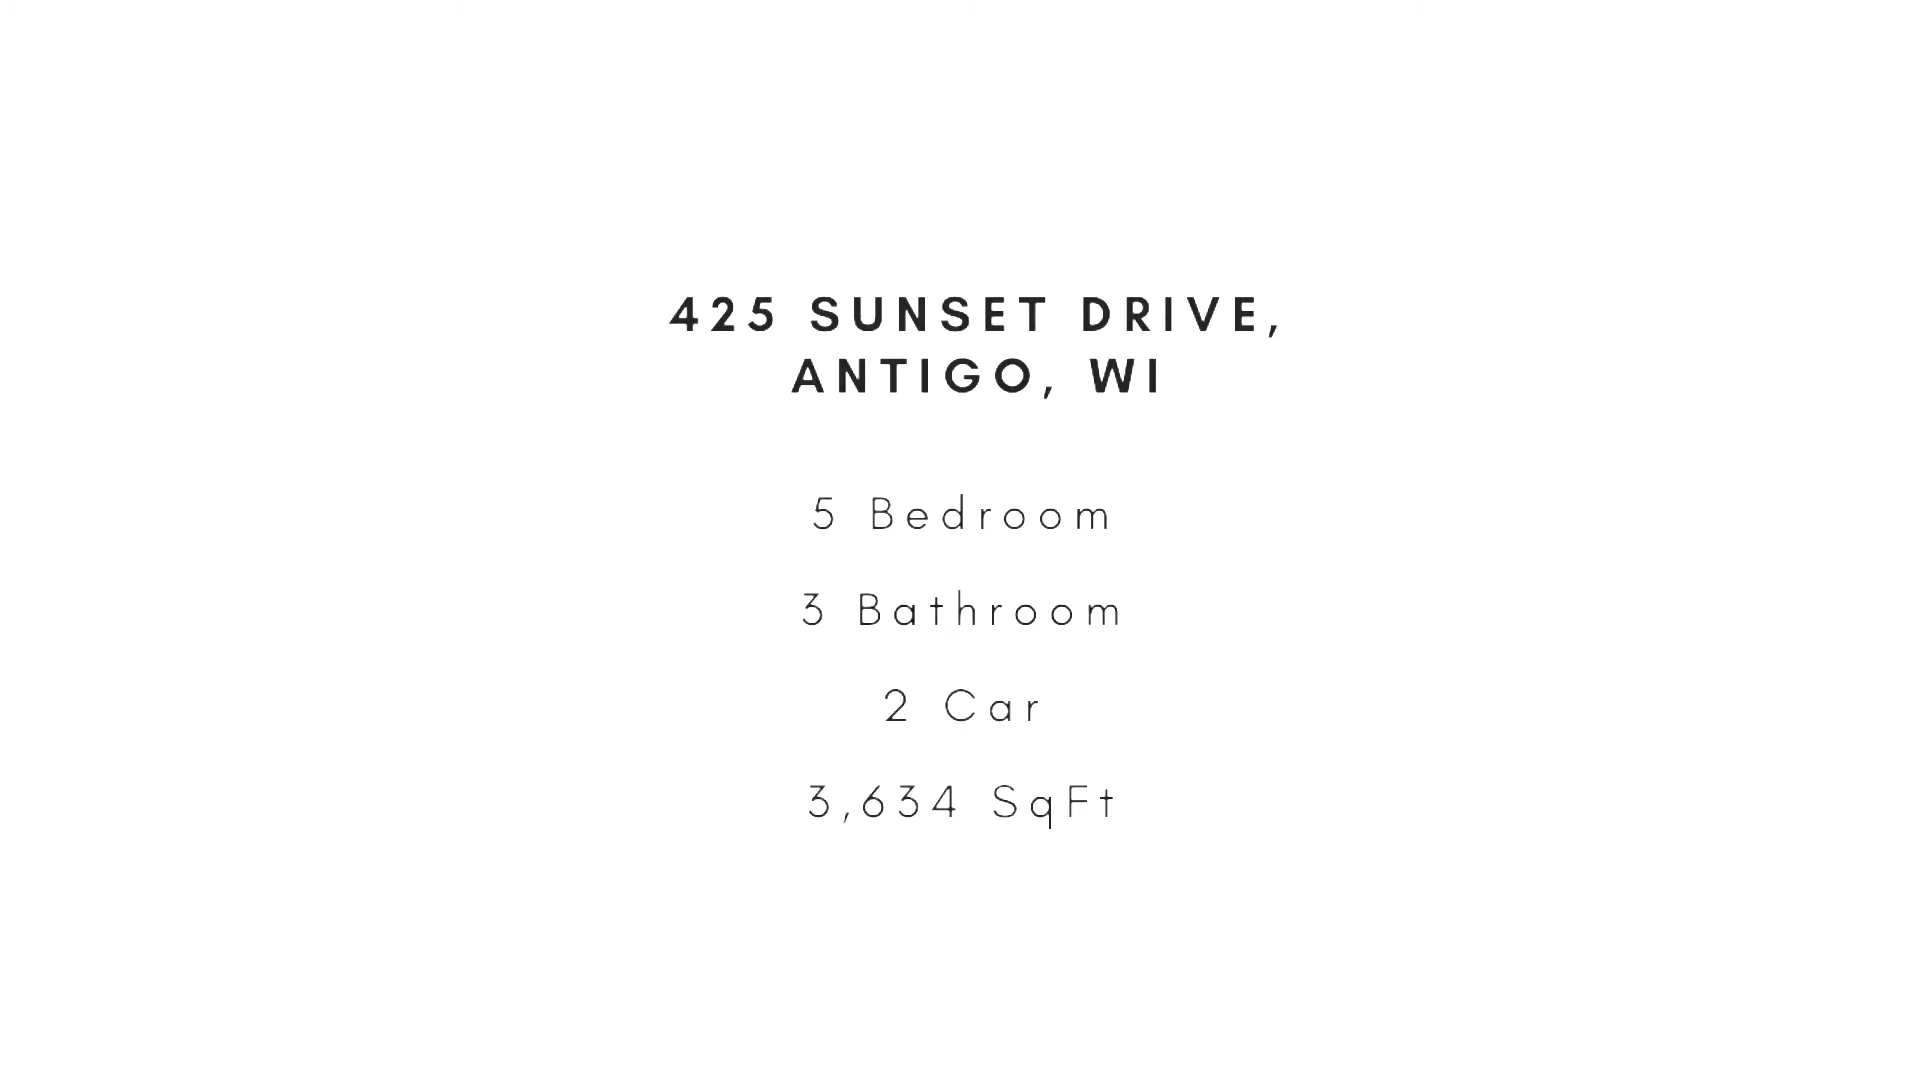 425 SUNSET DRIVE,
ANTIGO, WI
5 Bedroom
3 Bathroom
2 Car
3,634 SqFt